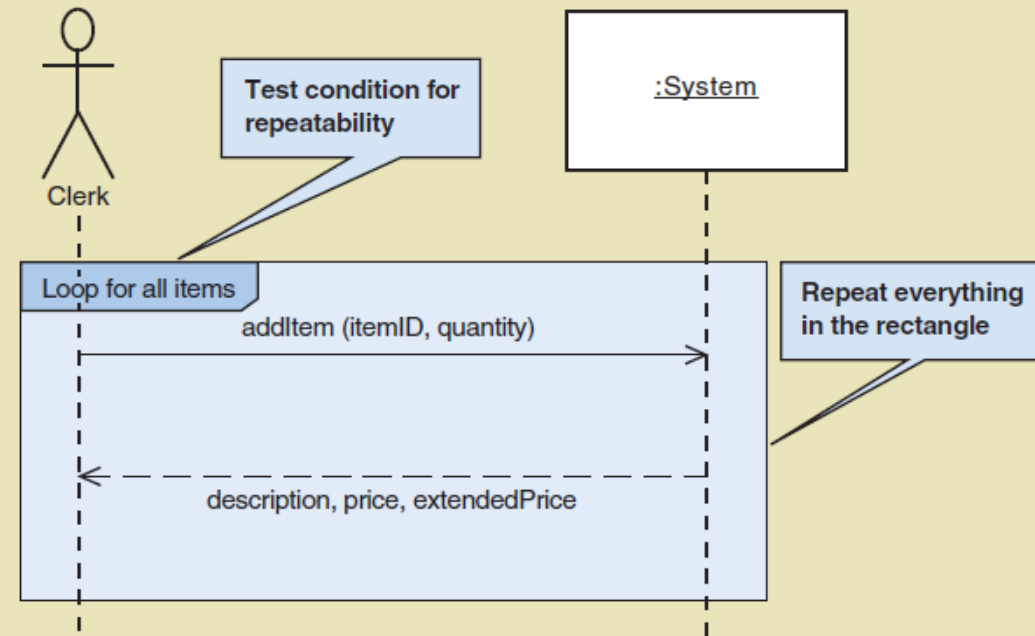 Test condition for
repeatability
:System
Clerk
Loop for all items
addItem (itemID, quantity)
Repeat everything
in the rectangle
description, price, extendedPrice